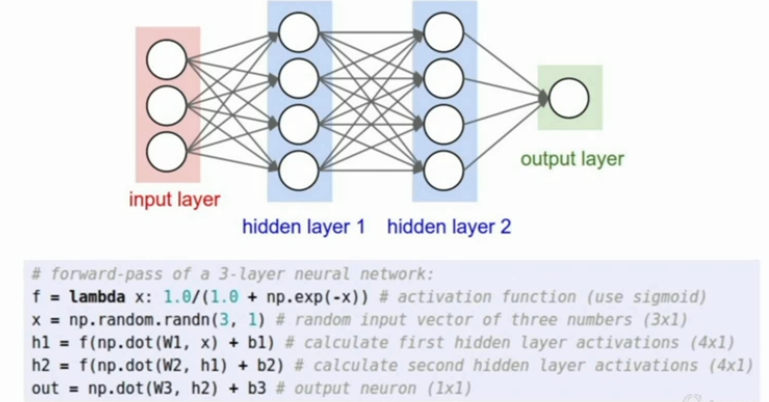 output layer
input layer
hidden layer 1 hidden layer 2
# forward-pass of a 3-layer neural network:
f = lambda x: 1.0/(1.0 + np.exp(-x)) # activation function (use sigmoid)
x = np.random.randn(3, 1) # random input vector of three numbers (3x1)
h1 = f(np.dot(W1, x) + b1) # calculate first hidden layer activations (4x1)
h2 = f(np.dot(W2, h1) + b2) # calculate second hidden layer activations (4x1)
out = np.dot(W3, h2) + b3 # output neuron (1x1)